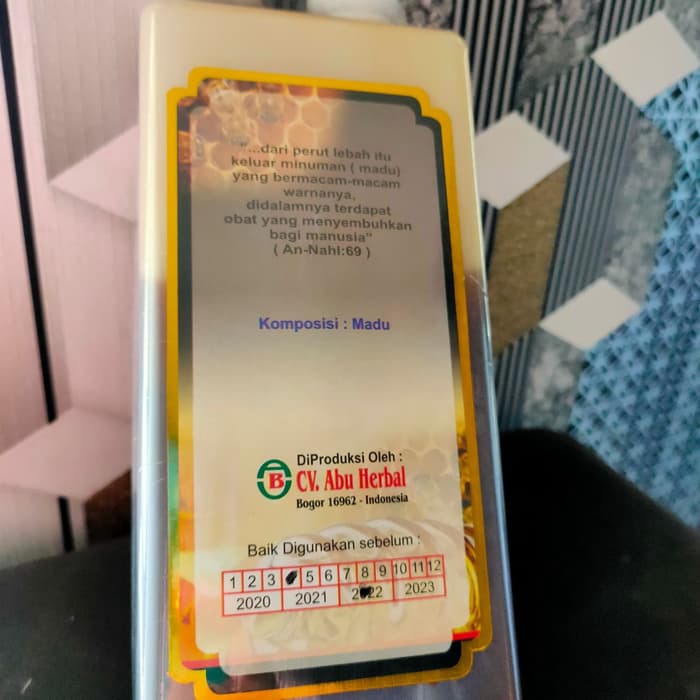 "...dari perut lebah itu
keluar minuman ( madu)
yang bermacam-macam
warnanya,
didalamnya terdapat
obat yang menyembuhkan
bagi manusia"
( An-Nahl:69 )
Komposisi : Madu
DiProduksi Oleh :
B CV. Abu Herbal
Bogor 16962 - Indonesia
Baik Digunakan sebelum :
1 2 3 5 6 7 8 9 10 11 12
2020 2021 2022 2023